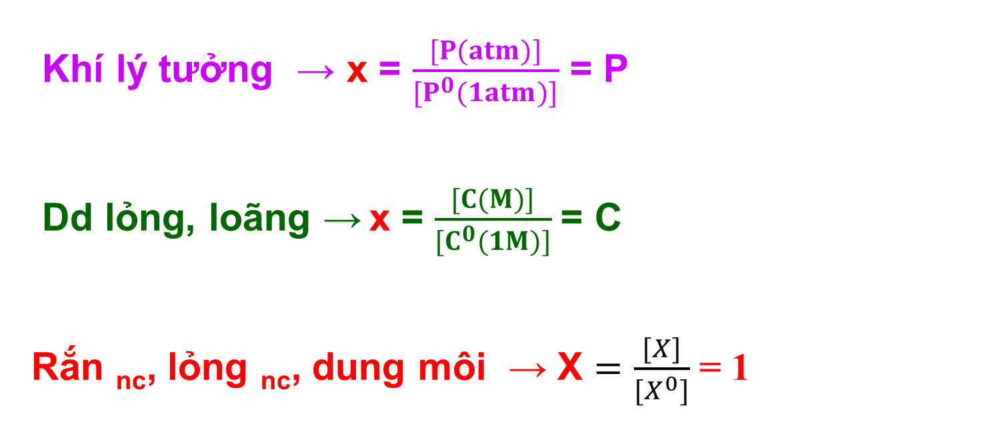 Khí lý tưởng → x = [P(atm)] / [P⁰(1atm)] = P
Dd lỏng, loãng → x = [C(M)] / [C⁰(1M)] = C
Rắn nc, lỏng nc, dung môi → X = [X] / [X⁰] = 1